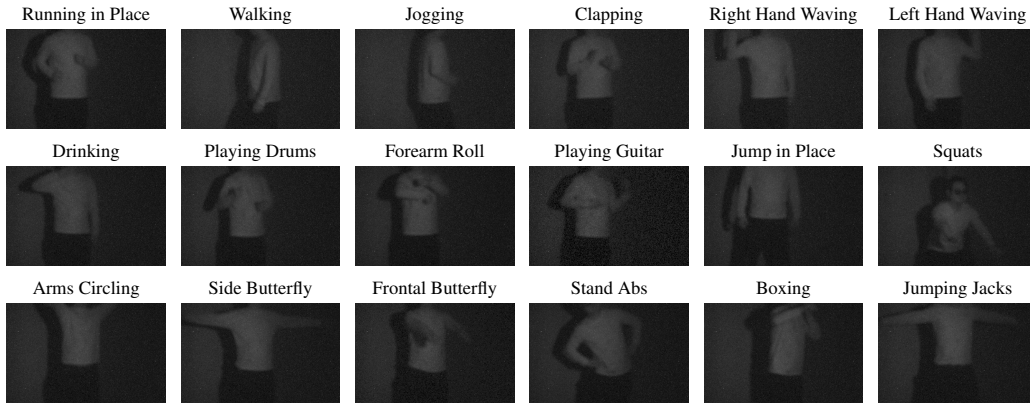 Running in Place Walking Jogging Clapping Right Hand Waving Left Hand Waving
Drinking Playing Drums Forearm Roll Playing Guitar Jump in Place Squats
Arms Circling Side Butterfly Frontal Butterfly Stand Abs Boxing Jumping Jacks